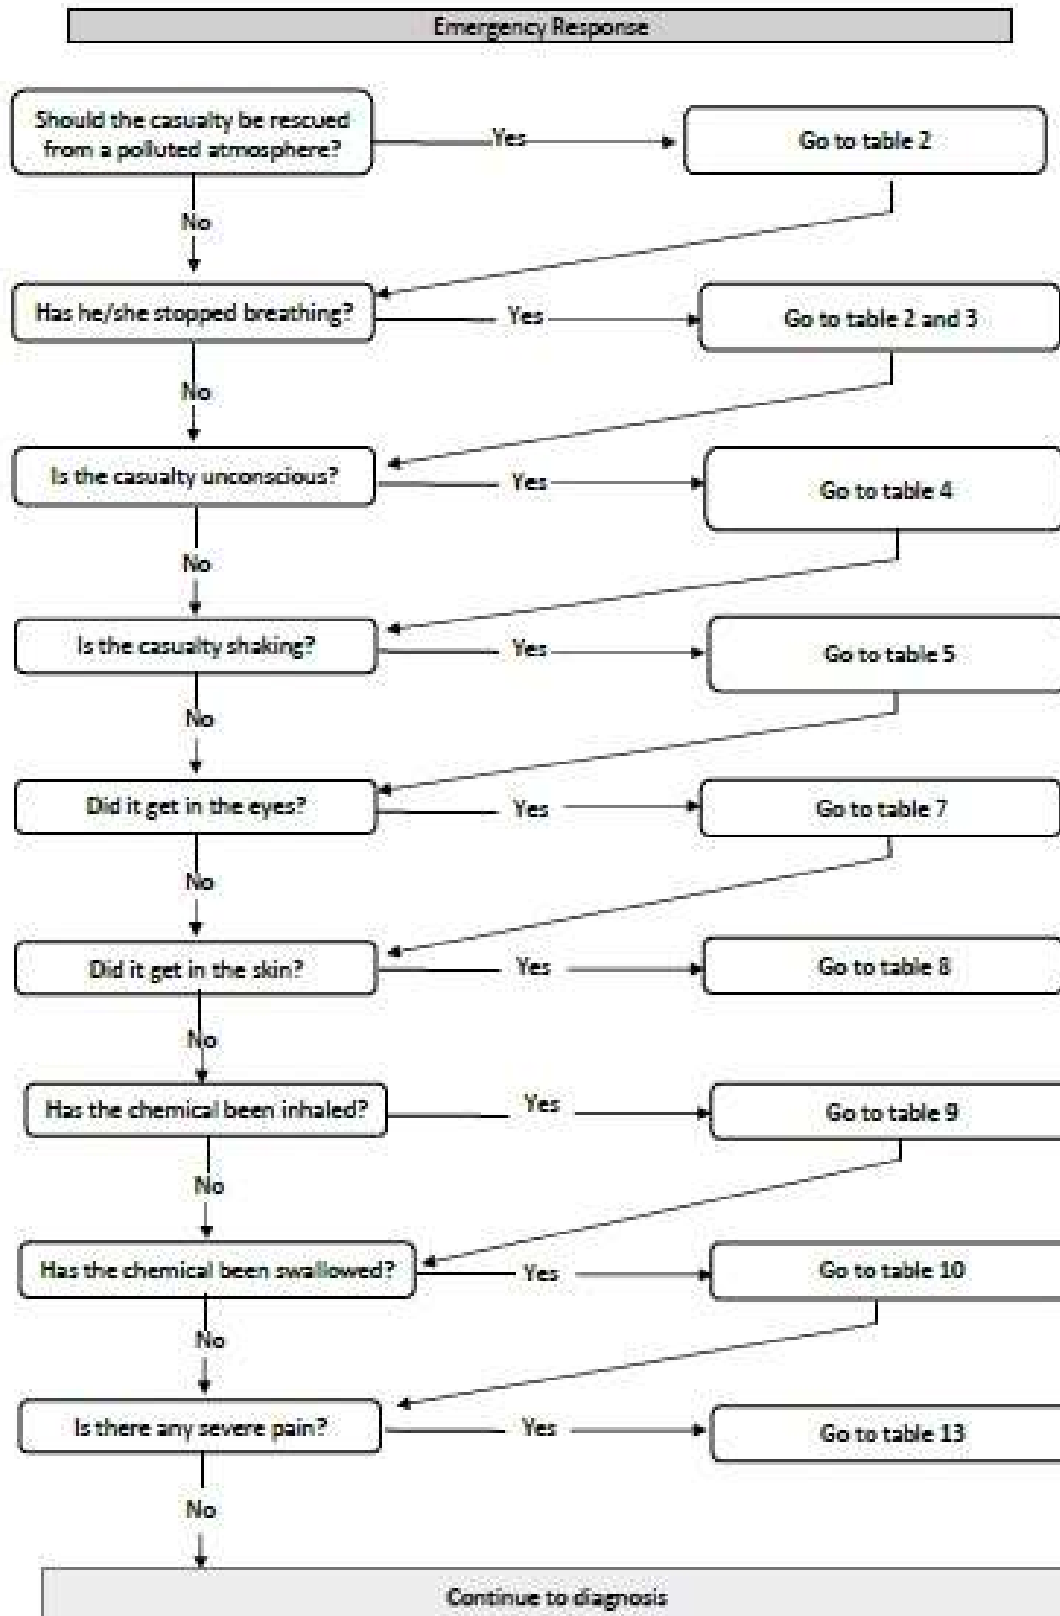 Emergency Response
Should the casualty be rescued
from a polluted atmosphere?
Yes
Go to table 2
No
Has he/she stopped breathing?
Yes
Go to table 2 and 3
No
Is the casualty unconscious?
Yes
Go to table 4
No
Is the casualty shaking?
Yes
Go to table 5
No
Did it get in the eyes?
Yes
Go to table 7
No
Did it get in the skin?
Yes
Go to table 8
No
Has the chemical been inhaled?
Yes
Go to table 9
No
Has the chemical been swallowed?
Yes
Go to table 10
No
Is there any severe pain?
Yes
Go to table 13
No
Continue to diagnosis